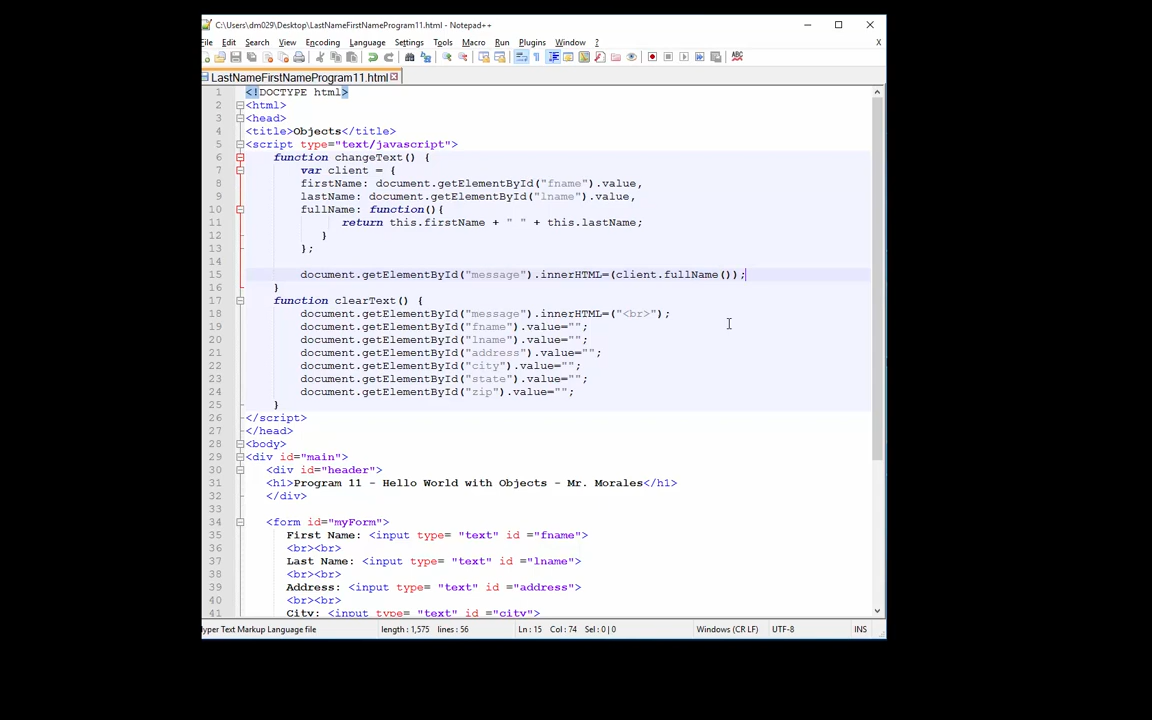 C:\Users\dm029\Desktop\LastNameFirstNameProgram11.html - Notepad++
File Edit Search View Encoding Language Settings Tools Macro Run Plugins Window ? X
LastNameFirstNameProgram11.html
1 <!DOCTYPE html>
2 <html>
3 <head>
4 <title>Objects</title>
5 <script type="text/javascript">
6 function changeText() {
7 var client = {
8 firstName: document.getElementById("fname").value,
9 lastName: document.getElementById("lname").value,
10 fullName: function(){
11 return this.firstName + " " + this.lastName;
12 }
13 };
14
15 document.getElementById("message").innerHTML=(client.fullName());
16 }
17 function clearText() {
18 document.getElementById("message").innerHTML=("<br>");
19 document.getElementById("fname").value="";
20 document.getElementById("lname").value="";
21 document.getElementById("address").value="";
22 document.getElementById("city").value="";
23 document.getElementById("state").value="";
24 document.getElementById("zip").value="";
25 }
26 </script>
27 </head>
28 <body>
29 <div id="main">
30 <div id="header">
31 <h1>Program 11 - Hello World with Objects - Mr. Morales</h1>
32 </div>
33
34 <form id="myForm">
35 First Name: <input type= "text" id ="fname">
36 <br><br>
37 Last Name: <input type= "text" id ="lname">
38 <br><br>
39 Address: <input type= "text" id ="address">
40 <br><br>
41 City: <input type= "text" id ="city">
Hyper Text Markup Language file length : 1,575 lines : 56 Ln : 15 Col : 74 Sel : 0 | 0 Windows (CR LF) UTF-8 INS